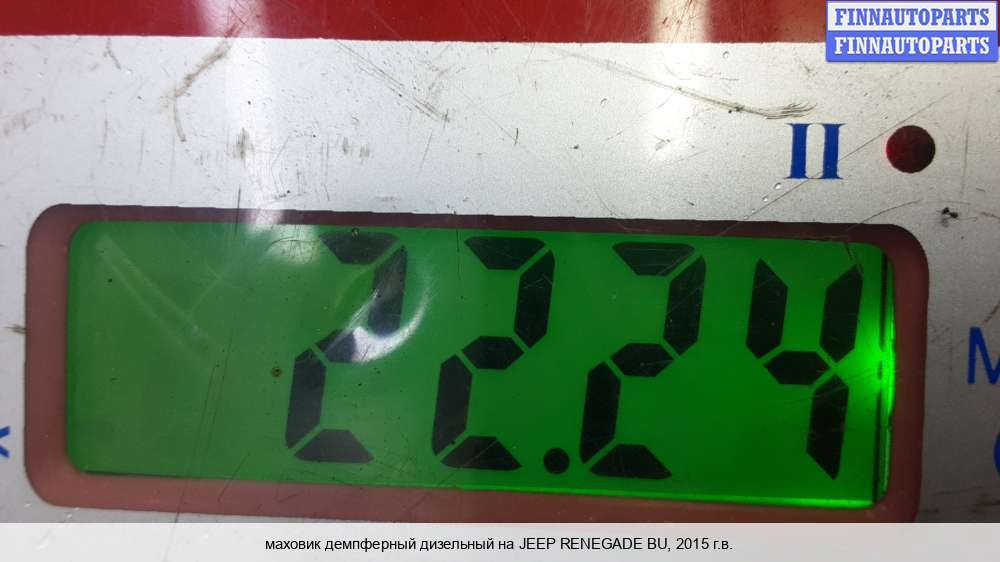 FINNAUTOPARTS
FINNAUTOPARTS
II
22.24
M
маховик демпферный дизельный на JEEP RENEGADE BU, 2015 г.в.